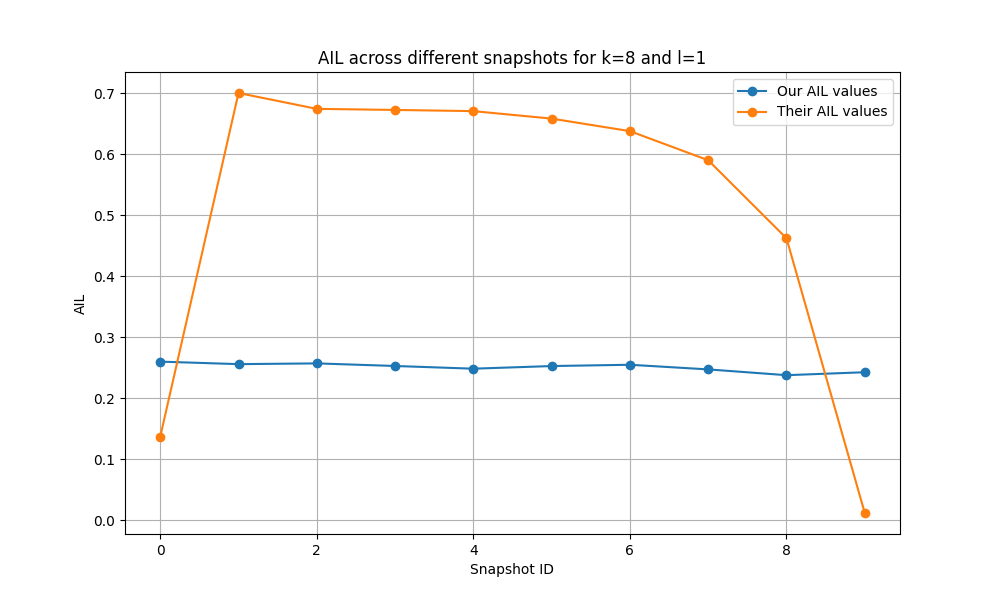 AIL across different snapshots for k=8 and l=1
Our AIL values
Their AIL values
0.7
0.6
0.5
0.4
0.3
0.2
0.1
0.0
AIL
0 2 4 6 8
Snapshot ID